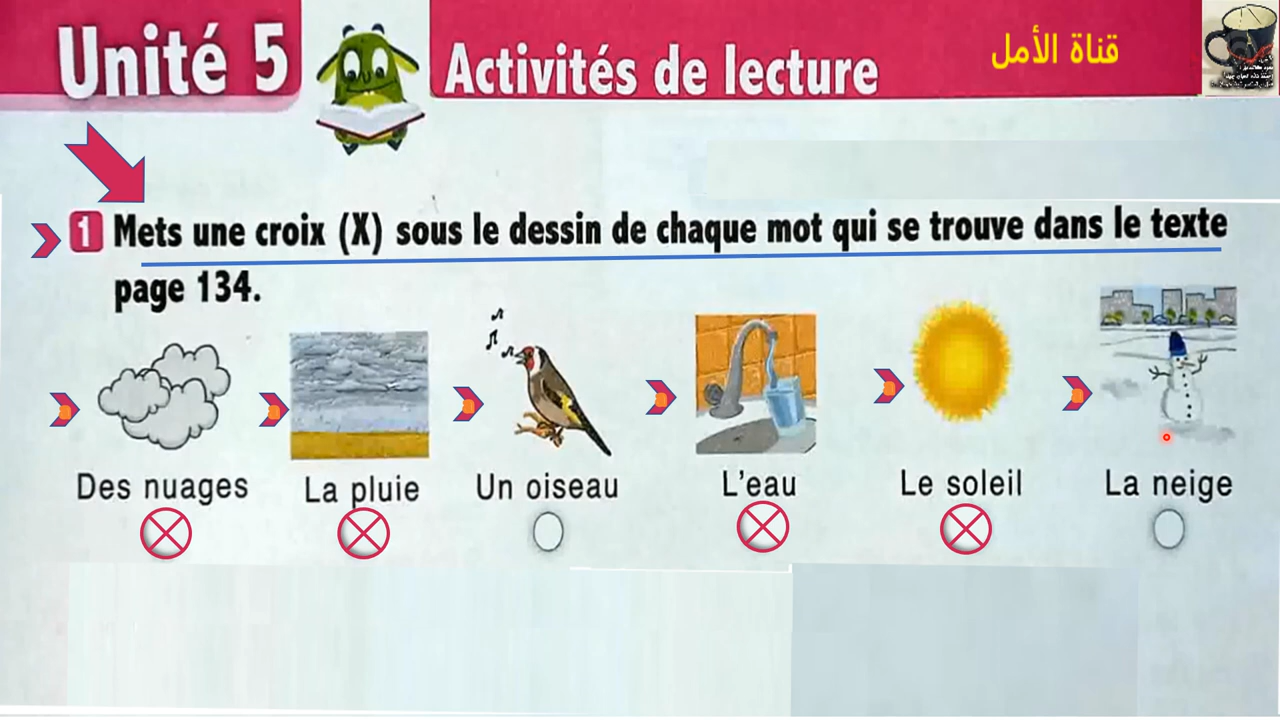 Unité 5
Activités de lecture
قناة الأمل
1 Mets une croix (X) sous le dessin de chaque mot qui se trouve dans le texte
page 134.
Des nuages
La pluie
Un oiseau
L'eau
Le soleil
La neige